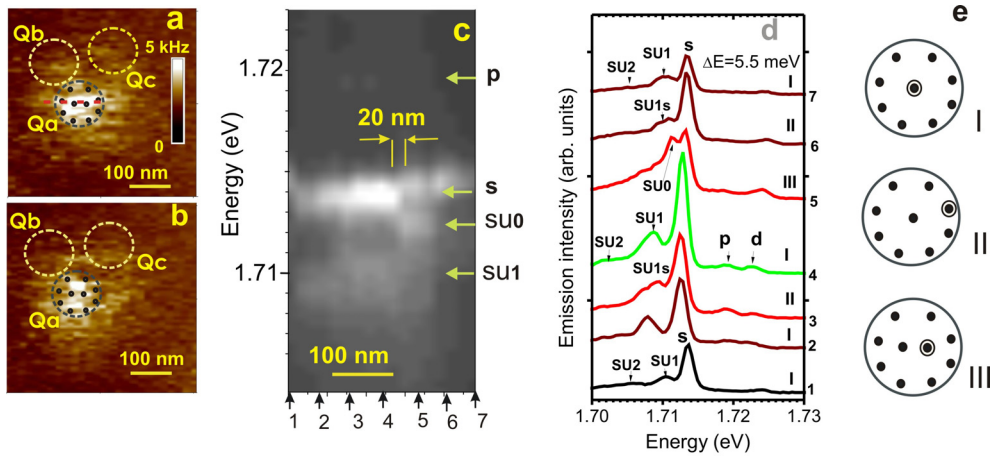 a
Qb
5 kHz
Qc
Qa
0
100 nm
b
Qb
Qc
Qa
100 nm
c
1.72
p
20 nm
Energy (eV)
s
su0
su1
1.71
100 nm
1 2 3 4 5 6 7
d
s
ΔE=5.5 meV
SU2 SU1
I
7
SU1s
II
6
III
SU0
5
SU1
SU2
p d
I
4
SU1s
II
3
I
2
s
SU2 SU1
I
1
Emission intensity (arb. units)
1.70 1.71 1.72 1.73
Energy (eV)
e
I
II
III